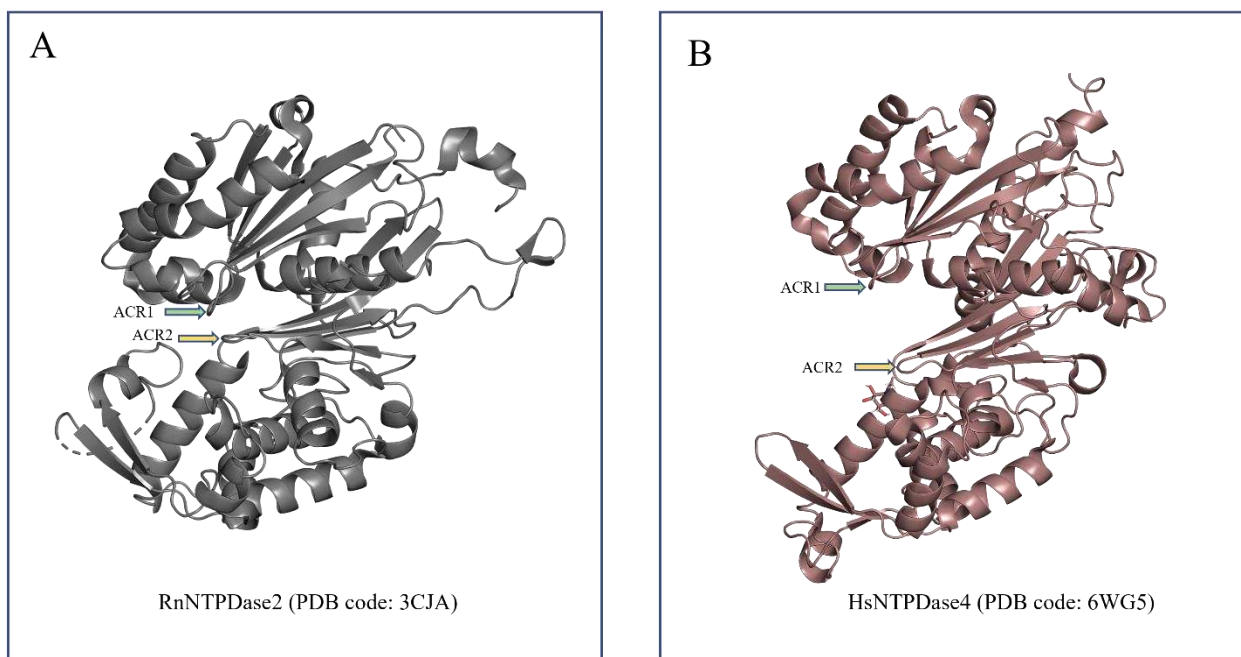 A
ACR1
ACR2
RnNTPDase2 (PDB code: 3CJA)
B
ACR1
ACR2
HsNTPDase4 (PDB code: 6WG5)